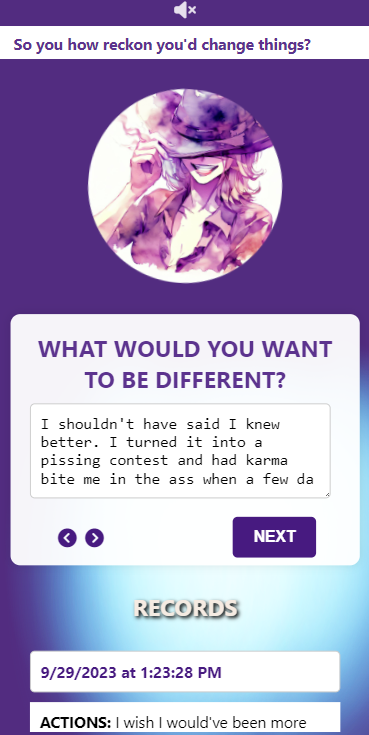 So you how reckon you'd change things?
WHAT WOULD YOU WANT
TO BE DIFFERENT?
I shouldn't have said I knew
better. I turned it into a
pissing contest and had karma
bite me in the ass when a few da
NEXT
RECORDS
9/29/2023 at 1:23:28 PM
ACTIONS: I wish I would've been more